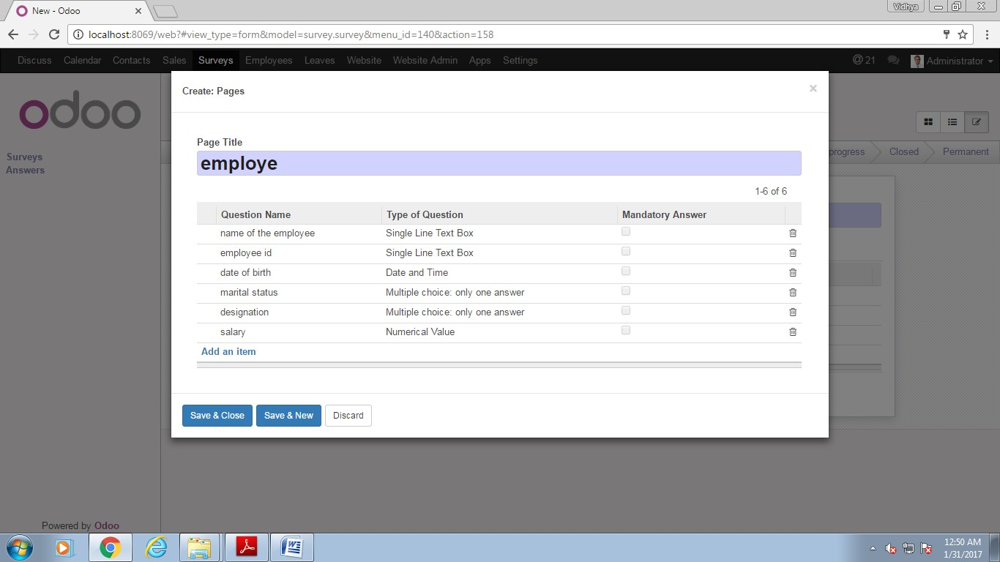 New - Odoo
Vidhya
localhost:8069/web?#view_type=form&model=survey.survey&menu_id=140&action=158
Discuss Calendar Contacts Sales Surveys Employees Leaves Website Website Admin Apps Settings @ 21 Administrator
odoo
Create: Pages ×
Surveys
Answers
progress Closed Permanent
Page Title
employe
1-6 of 6
Question Name Type of Question Mandatory Answer
name of the employee Single Line Text Box
employee id Single Line Text Box
date of birth Date and Time
marital status Multiple choice: only one answer
designation Multiple choice: only one answer
salary Numerical Value
Add an item
Save & Close Save & New Discard
Powered by Odoo
12:50 AM
1/31/2017